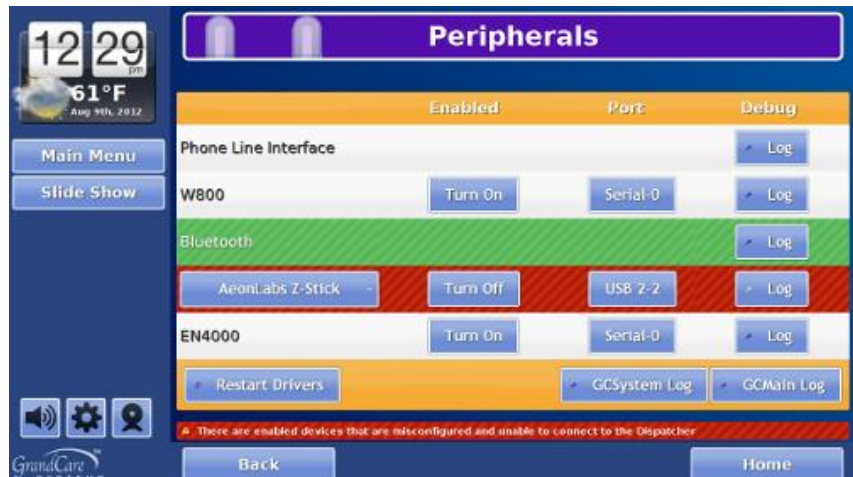 12 29
pm
61°F
Aug 9th, 2012
Main Menu
Slide Show
Peripherals
Enabled Port Debug
Phone Line Interface Log
W800 Turn On Serial-0 Log
Bluetooth Log
AeonLabs Z-Stick Turn Off USB 2-2 Log
EN4000 Turn On Serial-0 Log
Restart Drivers GCSystem Log GCMain Log
There are enabled devices that are misconfigured and unable to connect to the Dispatcher
GrandCare
Back Home